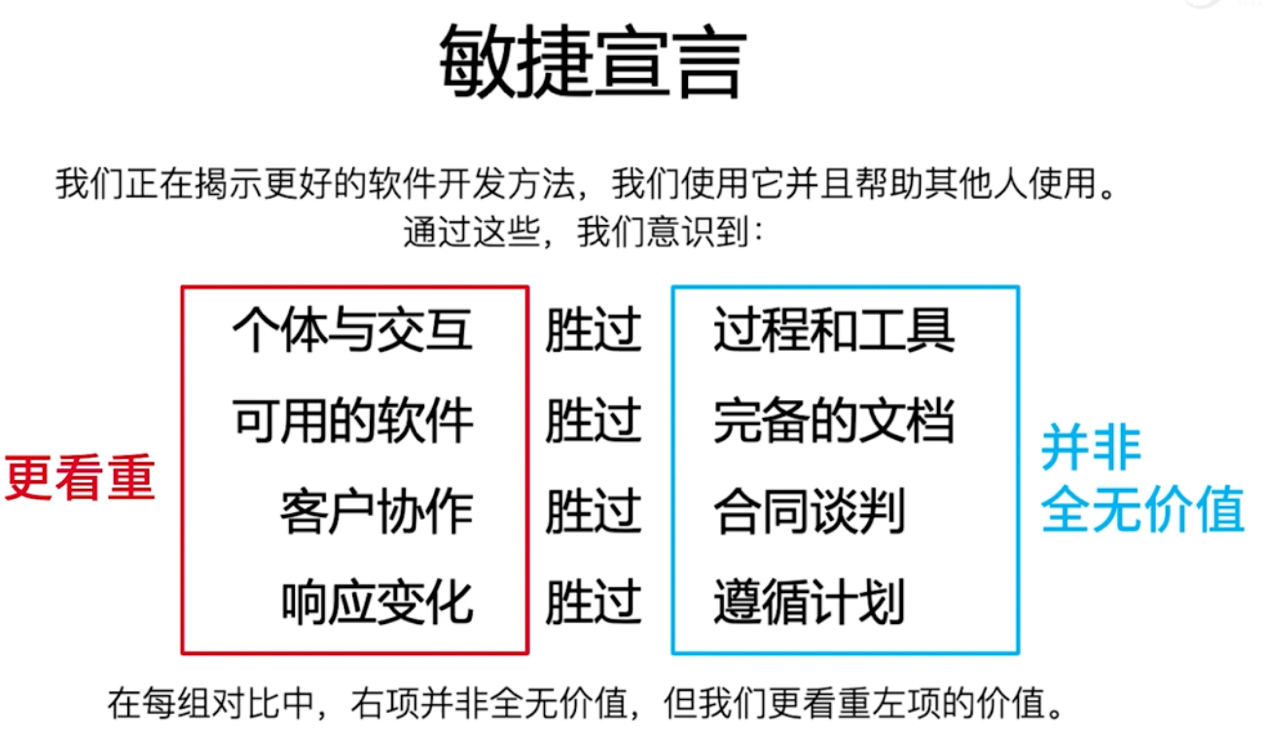 敏捷宣言
我们正在揭示更好的软件开发方法，我们使用它并且帮助其他人使用。
通过这些，我们意识到：
个体与交互 胜过 过程和工具
可用的软件 胜过 完备的文档
客户协作 胜过 合同谈判
响应变化 胜过 遵循计划
更看重
并非
全无价值
在每组对比中，右项并非全无价值，但我们更看重左项的价值。